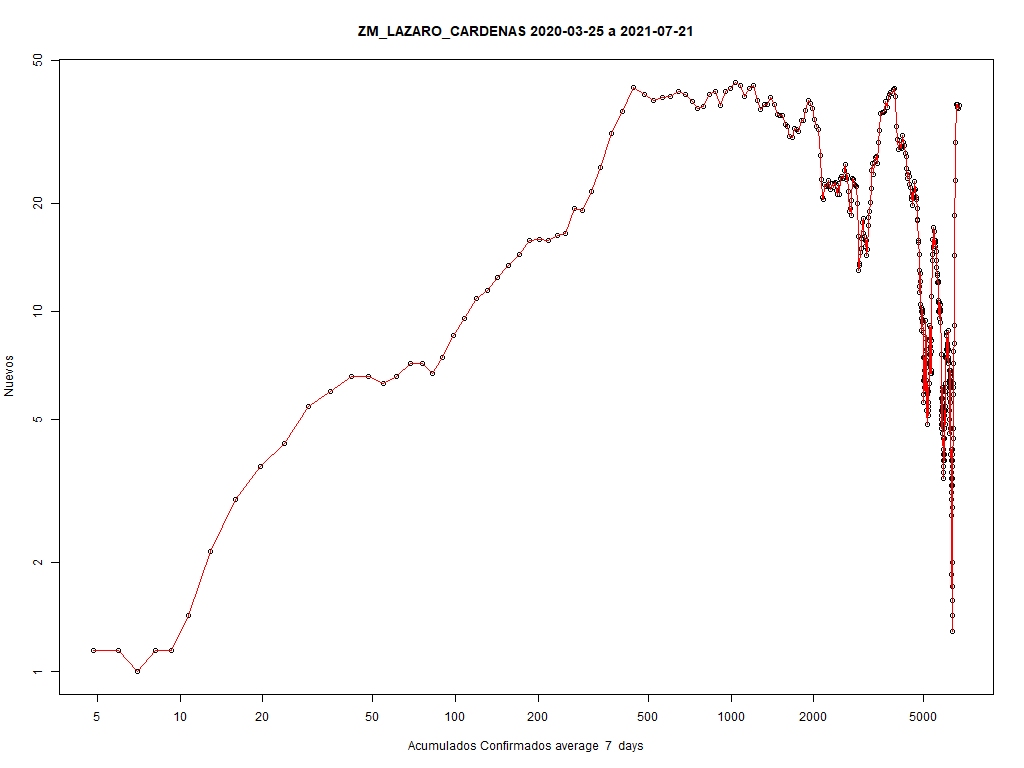 ZM_LAZARO_CARDENAS 2020-03-25 a 2021-07-21
50
20
10
5
2
1
Nuevos
5 10 20 50 100 200 500 1000 2000 5000
Acumulados Confirmados average 7 days